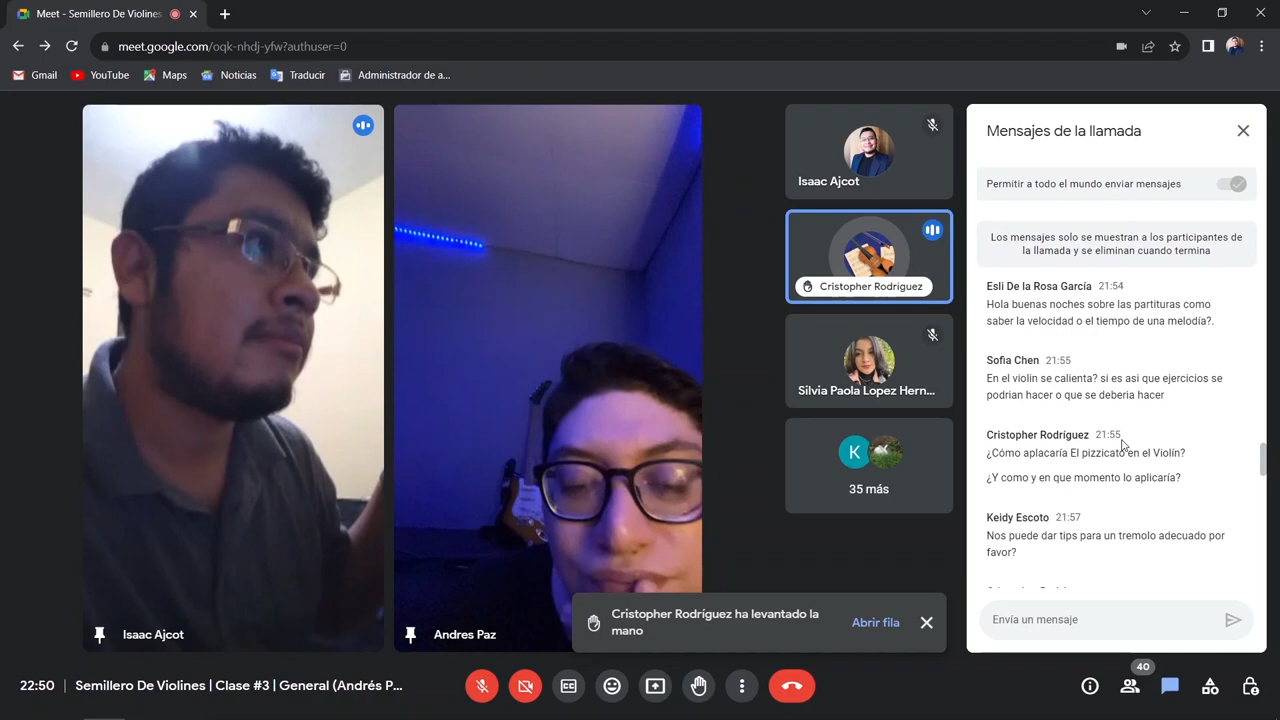 Meet - Semillero De Violines
meet.google.com/oqk-nhdj-yfw?authuser=0
Gmail
YouTube
Maps
Noticias
Traducir
Administrador de a...
Isaac Ajcot
Andres Paz
Isaac Ajcot
Cristopher Rodríguez
Silvia Paola Lopez Hern...
K
35 más
Cristopher Rodríguez ha levantado la
mano
Abrir fila
Mensajes de la llamada
Permitir a todo el mundo enviar mensajes
Los mensajes solo se muestran a los participantes de
la llamada y se eliminan cuando termina
Esli De la Rosa García 21:54
Hola buenas noches sobre las partituras como
saber la velocidad o el tiempo de una melodía?.
Sofia Chen 21:55
En el violin se calienta? si es asi que ejercicios se
podrian hacer o que se deberia hacer
Cristopher Rodríguez 21:55
¿Cómo aplacaría El pizzicato en el Violín?
¿Y como y en que momento lo aplicaría?
Keidy Escoto 21:57
Nos puede dar tips para un tremolo adecuado por
favor?
Envía un mensaje
22:50 | Semillero De Violines | Clase #3 | General (Andrés P...
40